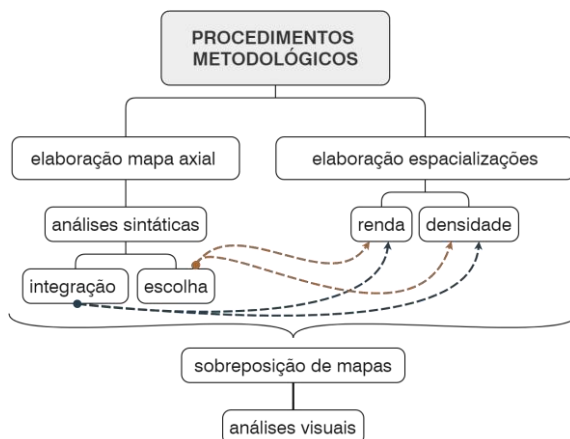 PROCEDIMENTOS
METODOLÓGICOS
elaboração mapa axial
elaboração espacializações
análises sintáticas
renda
densidade
integração
escolha
sobreposição de mapas
análises visuais